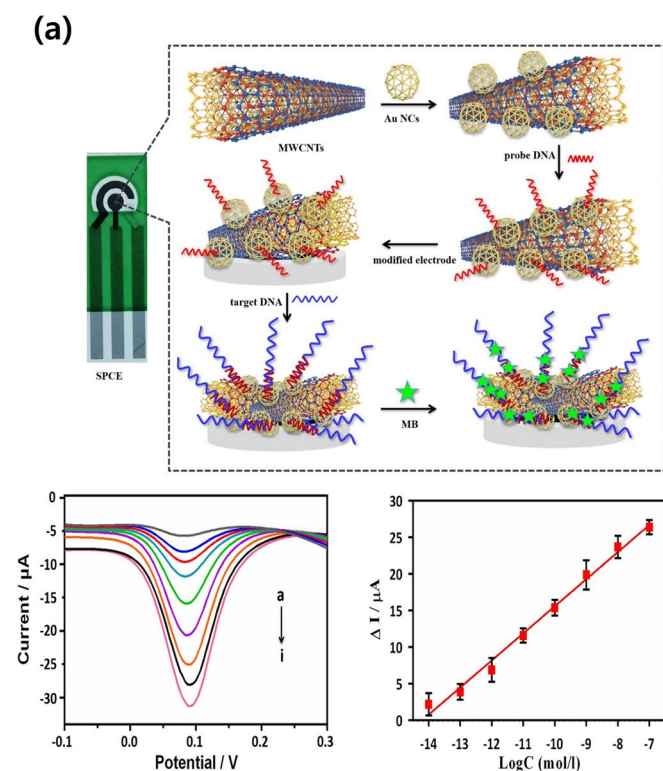 (a)
MWCNTs
Au NCs
probe DNA
modified electrode
target DNA
SPCE
MB
Current / μA
0
-5
-10
-15
-20
-25
-30
a
i
-0.1 0.0 0.1 0.2 0.3
Potential / V
Δ I / μA
30
25
20
15
10
5
0
-14 -13 -12 -11 -10 -9 -8 -7
LogC (mol/l)